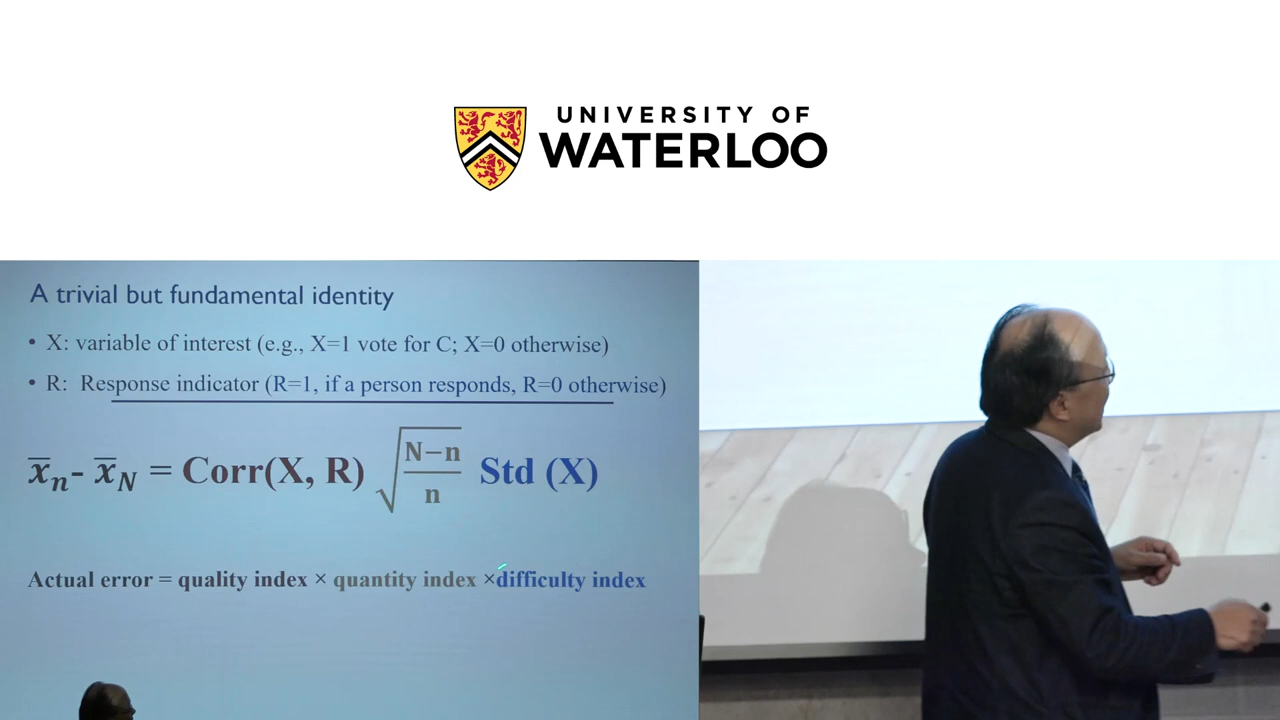 UNIVERSITY OF
WATERLOO
A trivial but fundamental identity
• X: variable of interest (e.g., X=1 vote for C; X=0 otherwise)
• R: Response indicator (R=1, if a person responds, R=0 otherwise)
x̅ₙ - x̅_N = Corr(X, R) √((N−n)/n) Std (X)
Actual error = quality index × quantity index ×difficulty index